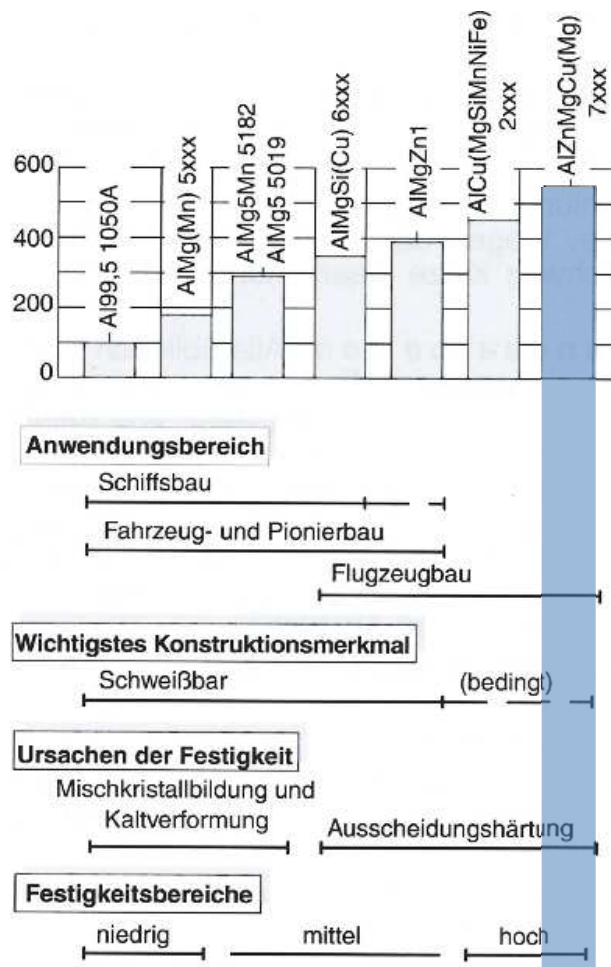 Al99,5 1050A
AlMg(Mn) 5xxx
AlMg5Mn 5182
AlMg5 5019
AlMgSi(Cu) 6xxx
AlMgZn1
AlCu(MgSiMnNiFe)
2xxx
AlZnMgCu(Mg)
7xxx
600
400
200
0
Anwendungsbereich
Schiffsbau
Fahrzeug- und Pionierbau
Flugzeugbau
Wichtigstes Konstruktionsmerkmal
Schweißbar (bedingt)
Ursachen der Festigkeit
Mischkristallbildung und
Kaltverformung
Ausscheidungshärtung
Festigkeitsbereiche
niedrig mittel hoch